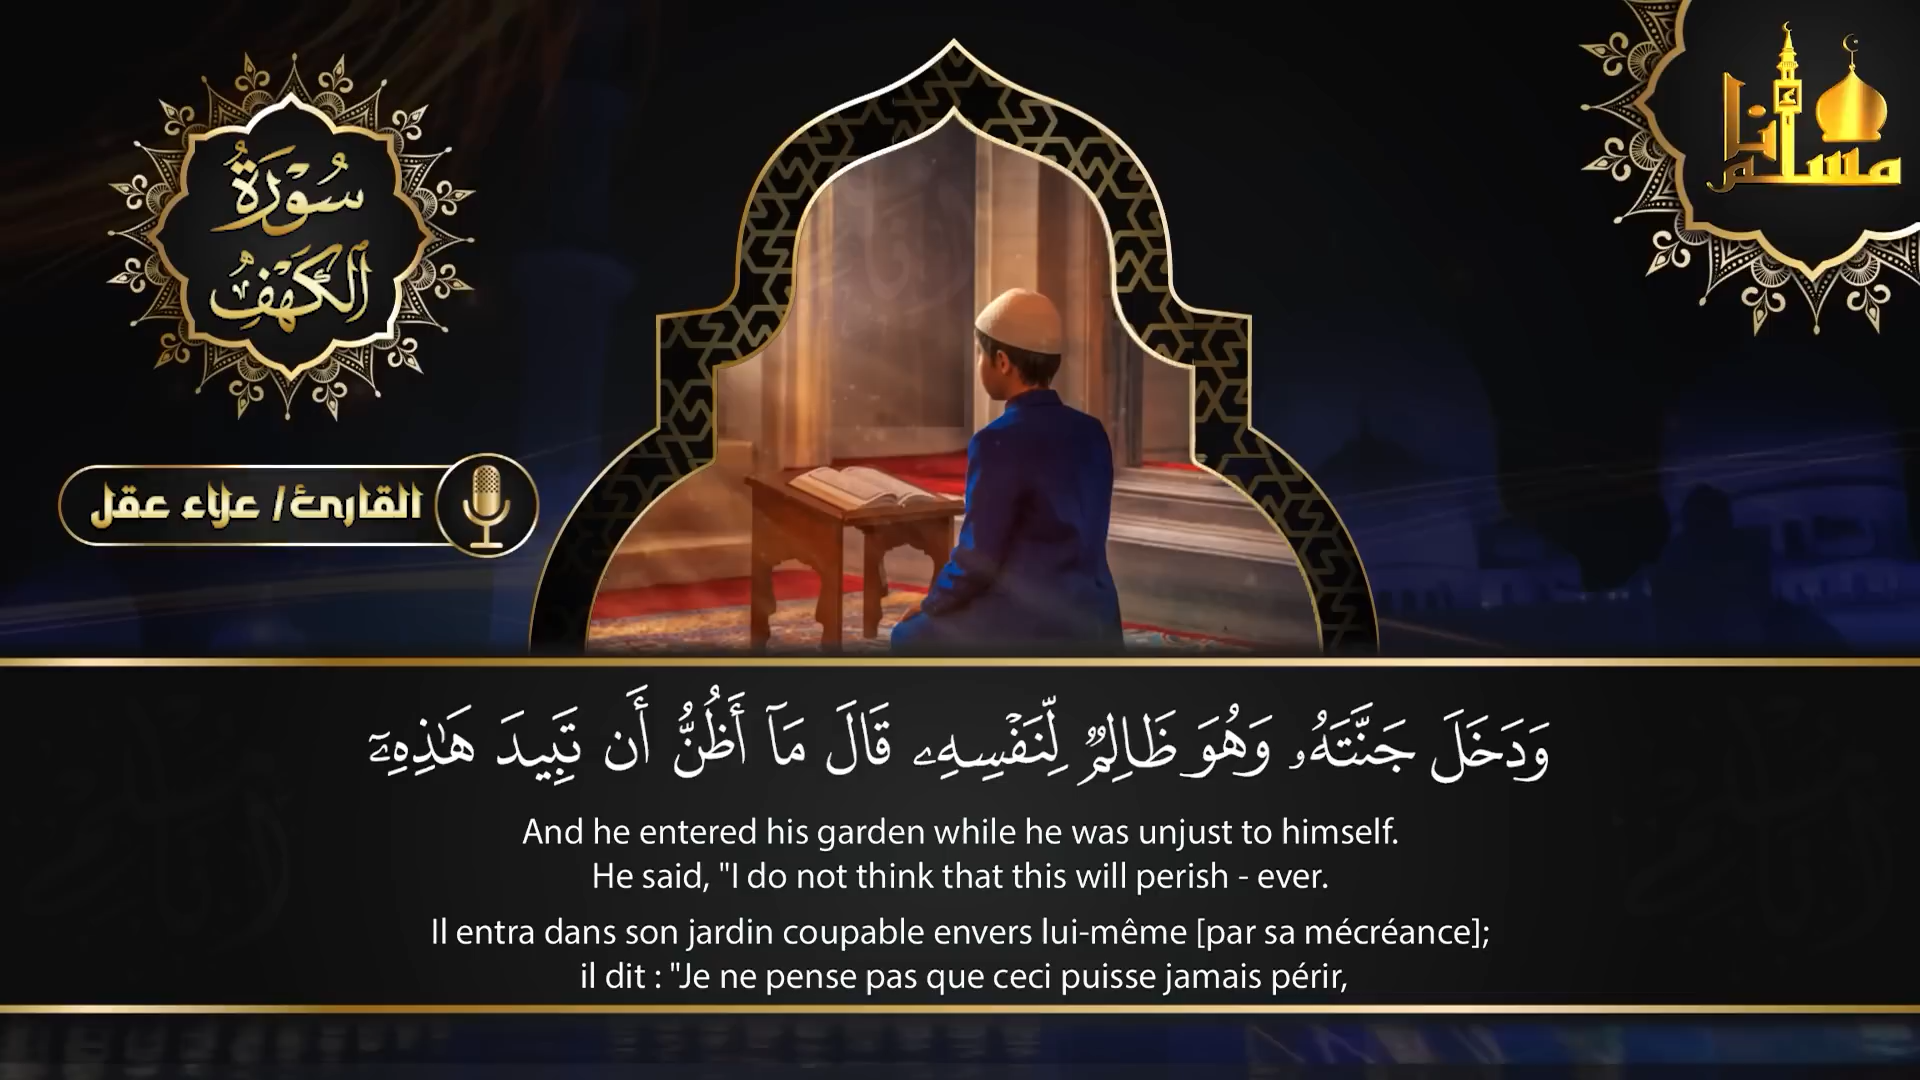 سُورَةُ
الكَهْفِ
أنا
مسلم
القارئ/ علاء عقل
وَدَخَلَ جَنَّتَهُۥ وَهُوَ ظَالِمٌ لِّنَفْسِهِۦ قَالَ مَآ أَظُنُّ أَن تَبِيدَ هَٰذِهِۦٓ
And he entered his garden while he was unjust to himself.
He said, "I do not think that this will perish - ever.
Il entra dans son jardin coupable envers lui-même [par sa mécréance];
il dit : "Je ne pense pas que ceci puisse jamais périr,